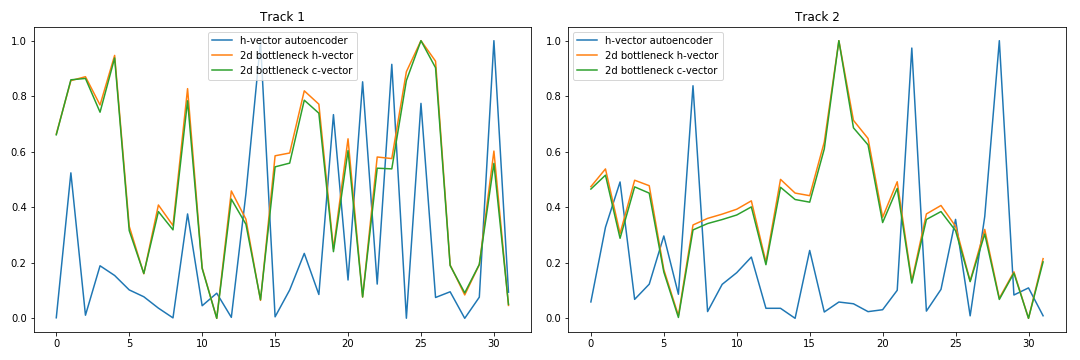 Track 1
h-vector autoencoder
2d bottleneck h-vector
2d bottleneck c-vector
1.0
0.8
0.6
0.4
0.2
0.0
0 5 10 15 20 25 30
Track 2
h-vector autoencoder
2d bottleneck h-vector
2d bottleneck c-vector
1.0
0.8
0.6
0.4
0.2
0.0
0 5 10 15 20 25 30